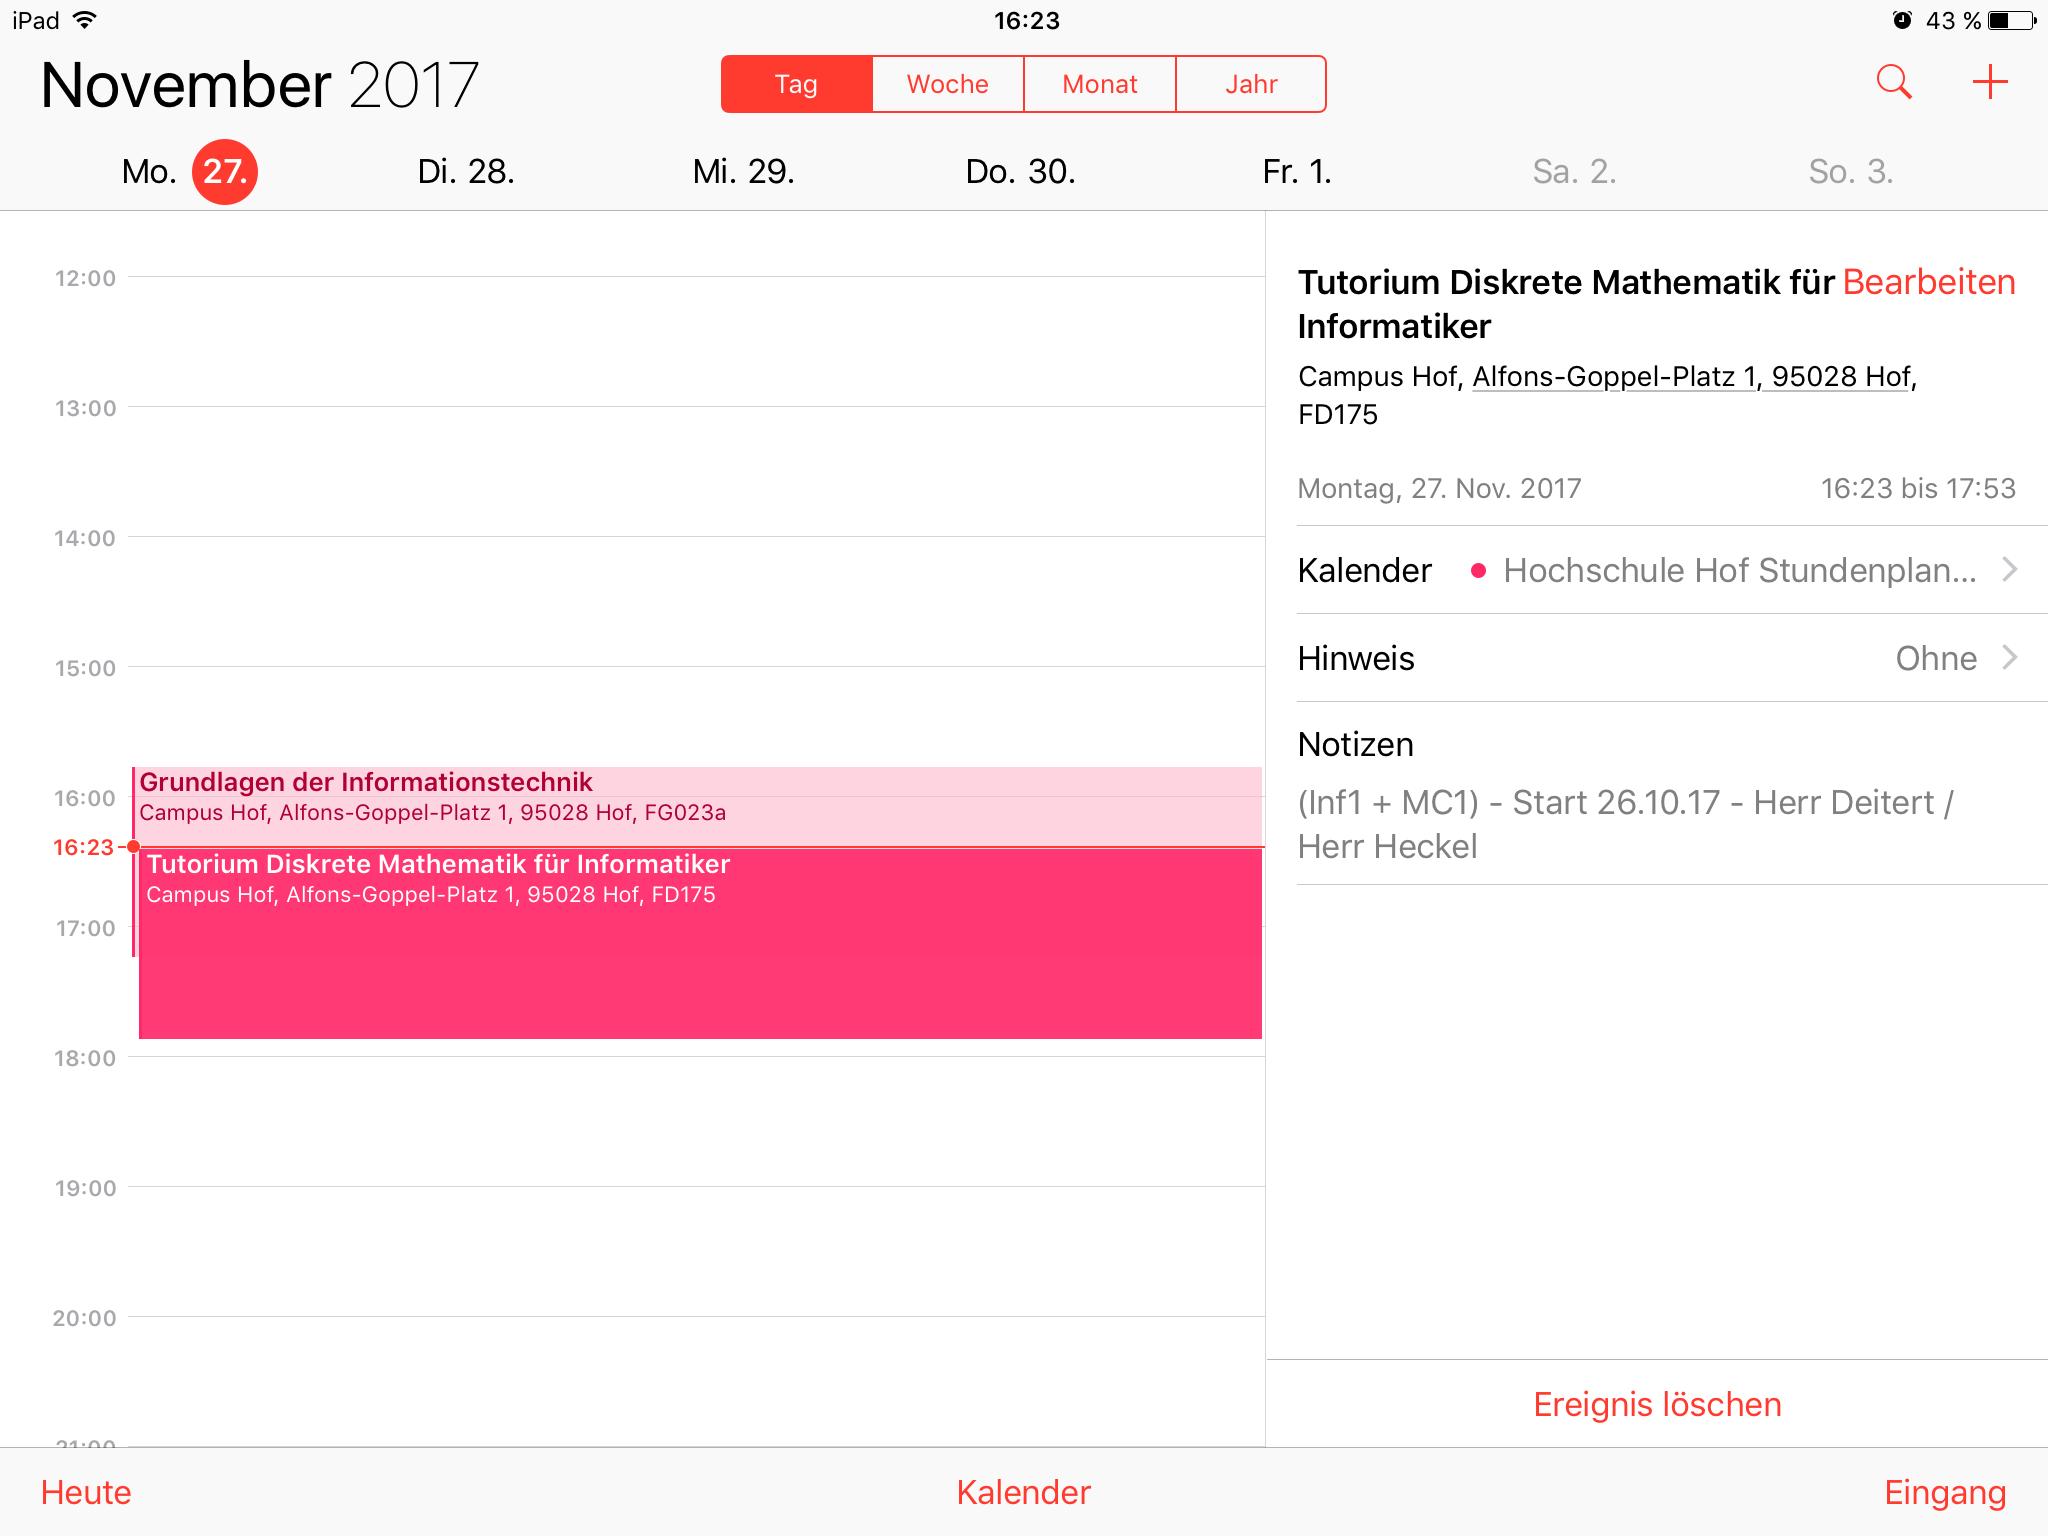 iPad 16:23 43 %
November 2017 Tag Woche Monat Jahr
Mo. 27. Di. 28. Mi. 29. Do. 30. Fr. 1. Sa. 2. So. 3.
12:00
13:00
14:00
15:00
16:00
16:23
17:00
18:00
19:00
20:00
21:00
Grundlagen der Informationstechnik
Campus Hof, Alfons-Goppel-Platz 1, 95028 Hof, FG023a
Tutorium Diskrete Mathematik für Informatiker
Campus Hof, Alfons-Goppel-Platz 1, 95028 Hof, FD175
Tutorium Diskrete Mathematik für Bearbeiten
Informatiker
Campus Hof, Alfons-Goppel-Platz 1, 95028 Hof,
FD175
Montag, 27. Nov. 2017 16:23 bis 17:53
Kalender Hochschule Hof Stundenplan...
Hinweis Ohne
Notizen
(Inf1 + MC1) - Start 26.10.17 - Herr Deitert /
Herr Heckel
Ereignis löschen
Heute Kalender Eingang